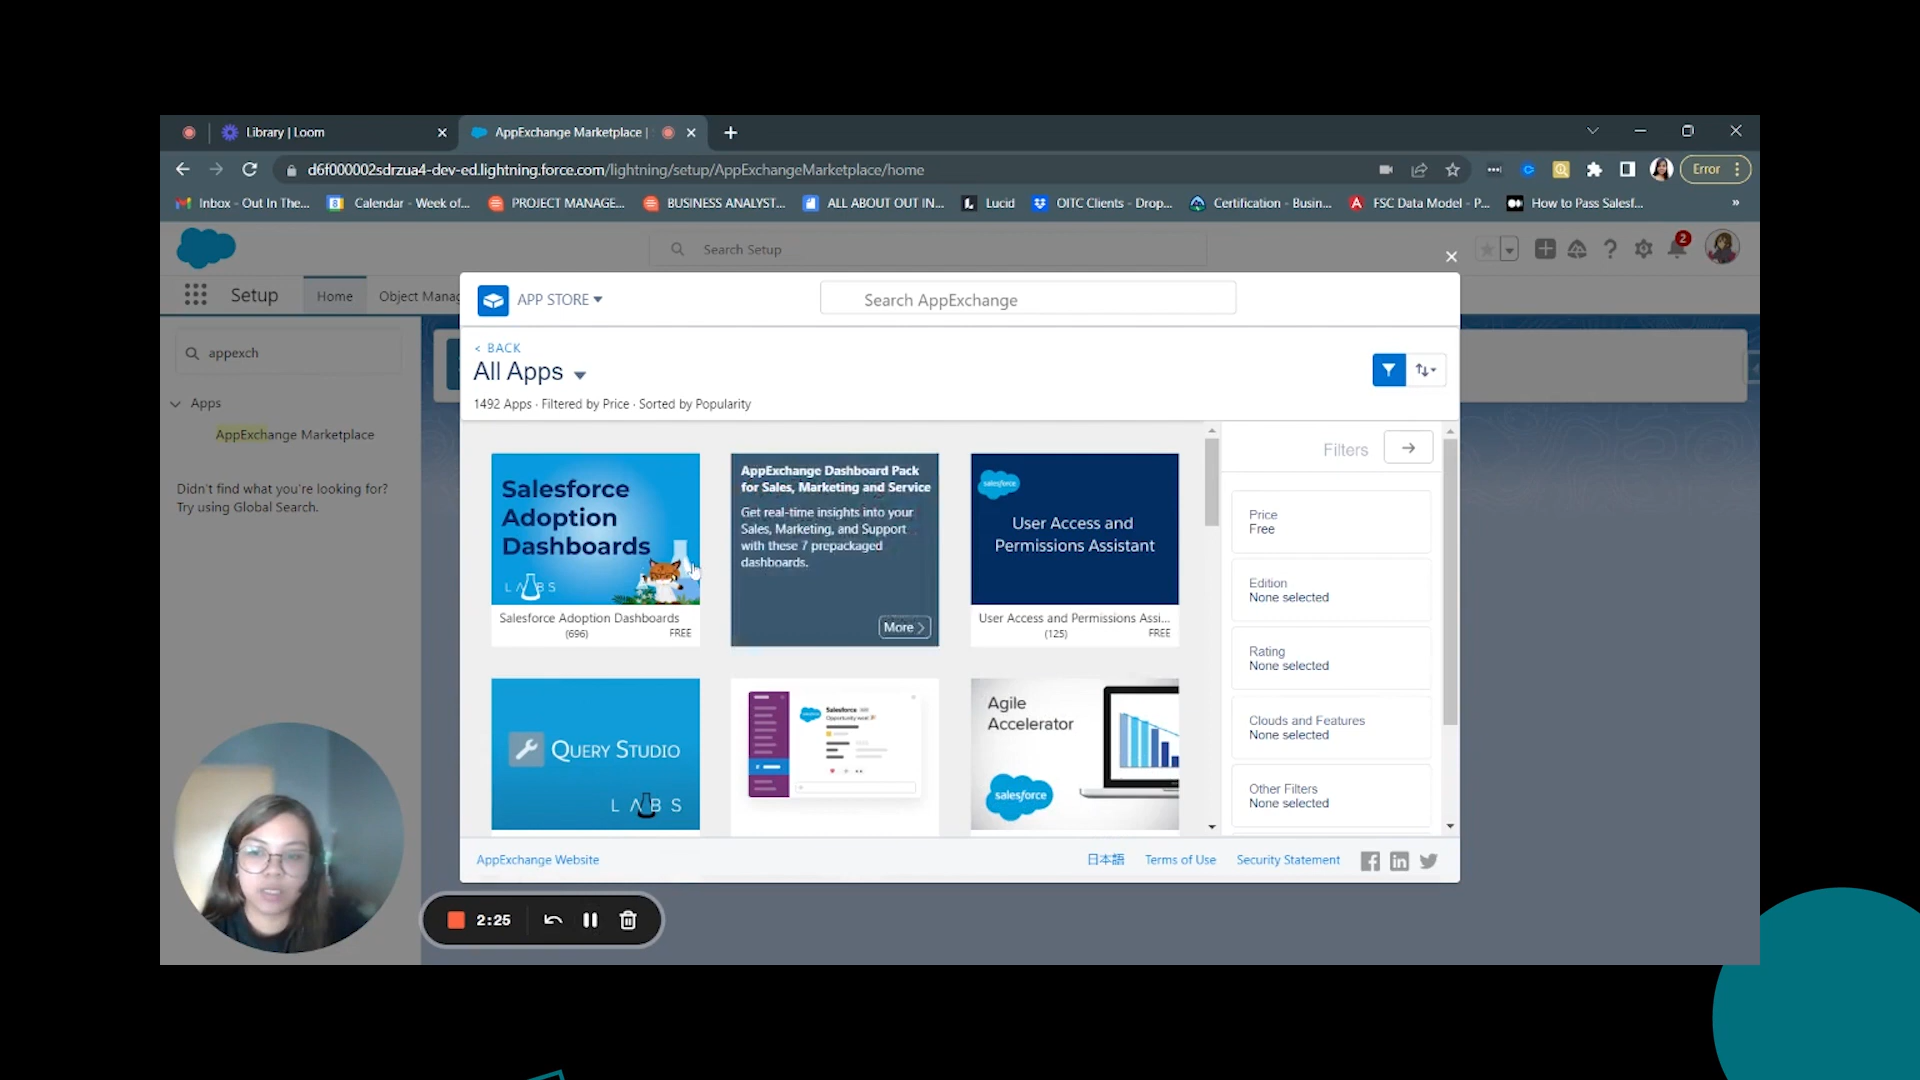 Library | Loom
AppExchange Marketplace |
d6f000002sdrzua4-dev-ed.lightning.force.com/lightning/setup/AppExchangeMarketplace/home
Error
Inbox - Out In The...
8
Calendar - Week of...
PROJECT MANAGE...
BUSINESS ANALYST...
ALL ABOUT OUT IN...
Lucid
OITC Clients - Drop...
Certification - Busin...
FSC Data Model - P...
How to Pass Salesf...
»
Search Setup
2
Setup
Home
Object Manag
appexch
Apps
AppExchange Marketplace
Didn't find what you're looking for?
Try using Global Search.
APP STORE
Search AppExchange
< BACK
All Apps
1492 Apps · Filtered by Price · Sorted by Popularity
Salesforce
Adoption
Dashboards
LABS
Salesforce Adoption Dashboards
(696)
FREE
AppExchange Dashboard Pack
for Sales, Marketing and Service
Get real-time insights into your
Sales, Marketing, and Support
with these 7 prepackaged
dashboards.
More >
salesforce
User Access and
Permissions Assistant
User Access and Permissions Assi...
(125)
FREE
QUERY STUDIO
LABS
Salesforce
Opportunity won!
Agile
Accelerator
salesforce
Filters
Price
Free
Edition
None selected
Rating
None selected
Clouds and Features
None selected
Other Filters
None selected
AppExchange Website
日本語
Terms of Use
Security Statement
2:25